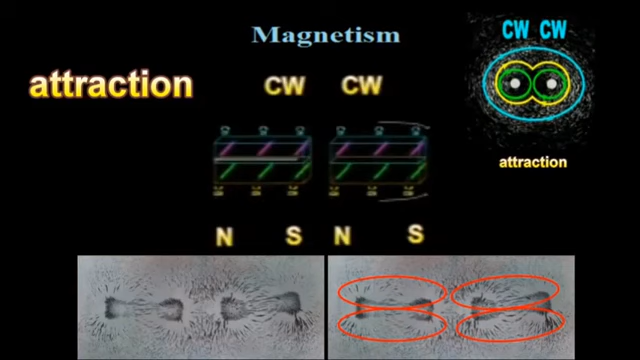 Magnetism
attraction
CW CW
CW CW
attraction
N S N S